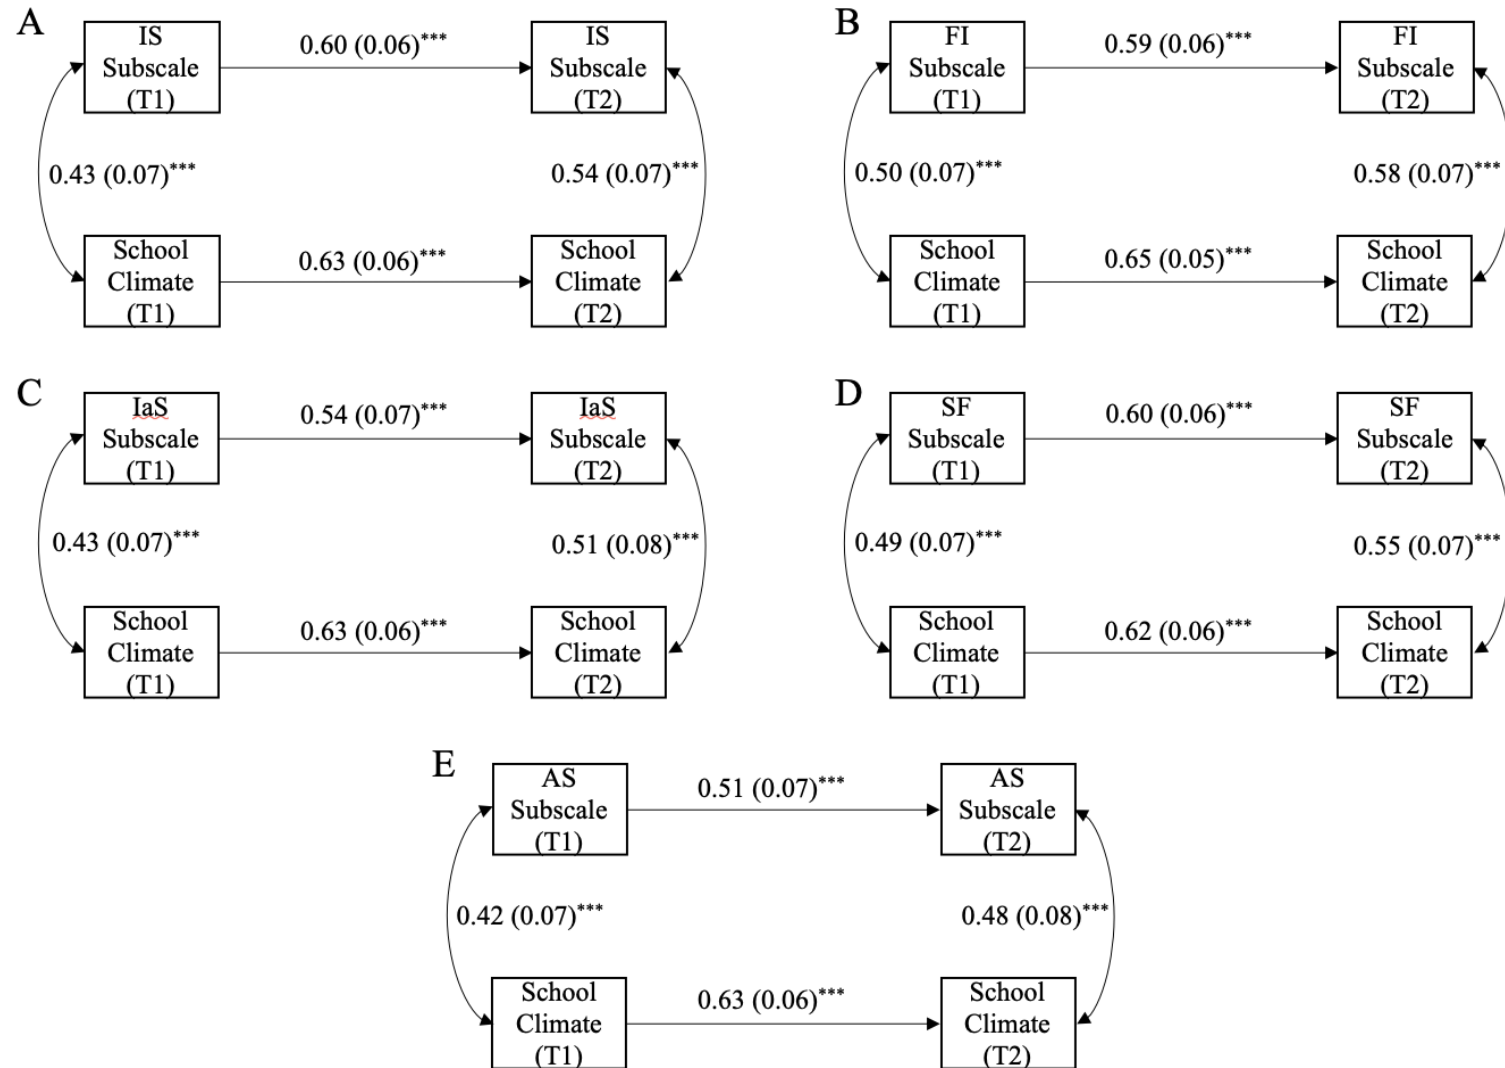 A
IS
Subscale
(T1)
0.60 (0.06)***
IS
Subscale
(T2)
0.43 (0.07)***
0.54 (0.07)***
School
Climate
(T1)
0.63 (0.06)***
School
Climate
(T2)
B
FI
Subscale
(T1)
0.59 (0.06)***
FI
Subscale
(T2)
0.50 (0.07)***
0.58 (0.07)***
School
Climate
(T1)
0.65 (0.05)***
School
Climate
(T2)
C
IaS
Subscale
(T1)
0.54 (0.07)***
IaS
Subscale
(T2)
0.43 (0.07)***
0.51 (0.08)***
School
Climate
(T1)
0.63 (0.06)***
School
Climate
(T2)
D
SF
Subscale
(T1)
0.60 (0.06)***
SF
Subscale
(T2)
0.49 (0.07)***
0.55 (0.07)***
School
Climate
(T1)
0.62 (0.06)***
School
Climate
(T2)
E
AS
Subscale
(T1)
0.51 (0.07)***
AS
Subscale
(T2)
0.42 (0.07)***
0.48 (0.08)***
School
Climate
(T1)
0.63 (0.06)***
School
Climate
(T2)